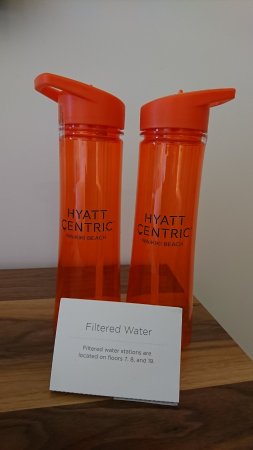 HYATT
CENTRIC
WAIKIKI BEACH
HYATT
CENTRIC
WAIKIKI BEACH
Filtered Water
Filtered water stations are
located on floors 7, 8, and 19.